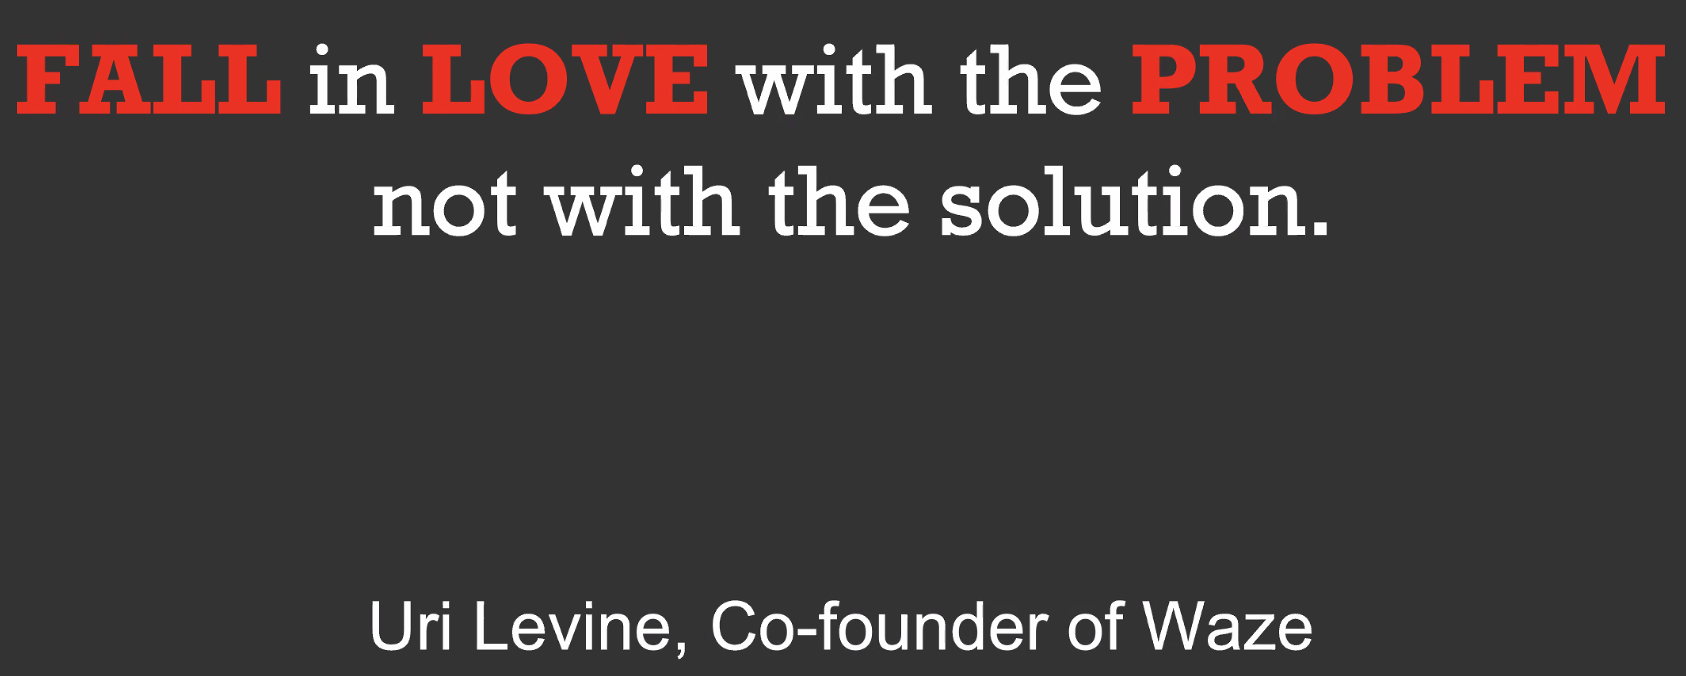 FALL in LOVE with the PROBLEM
not with the solution.
Uri Levine, Co-founder of Waze